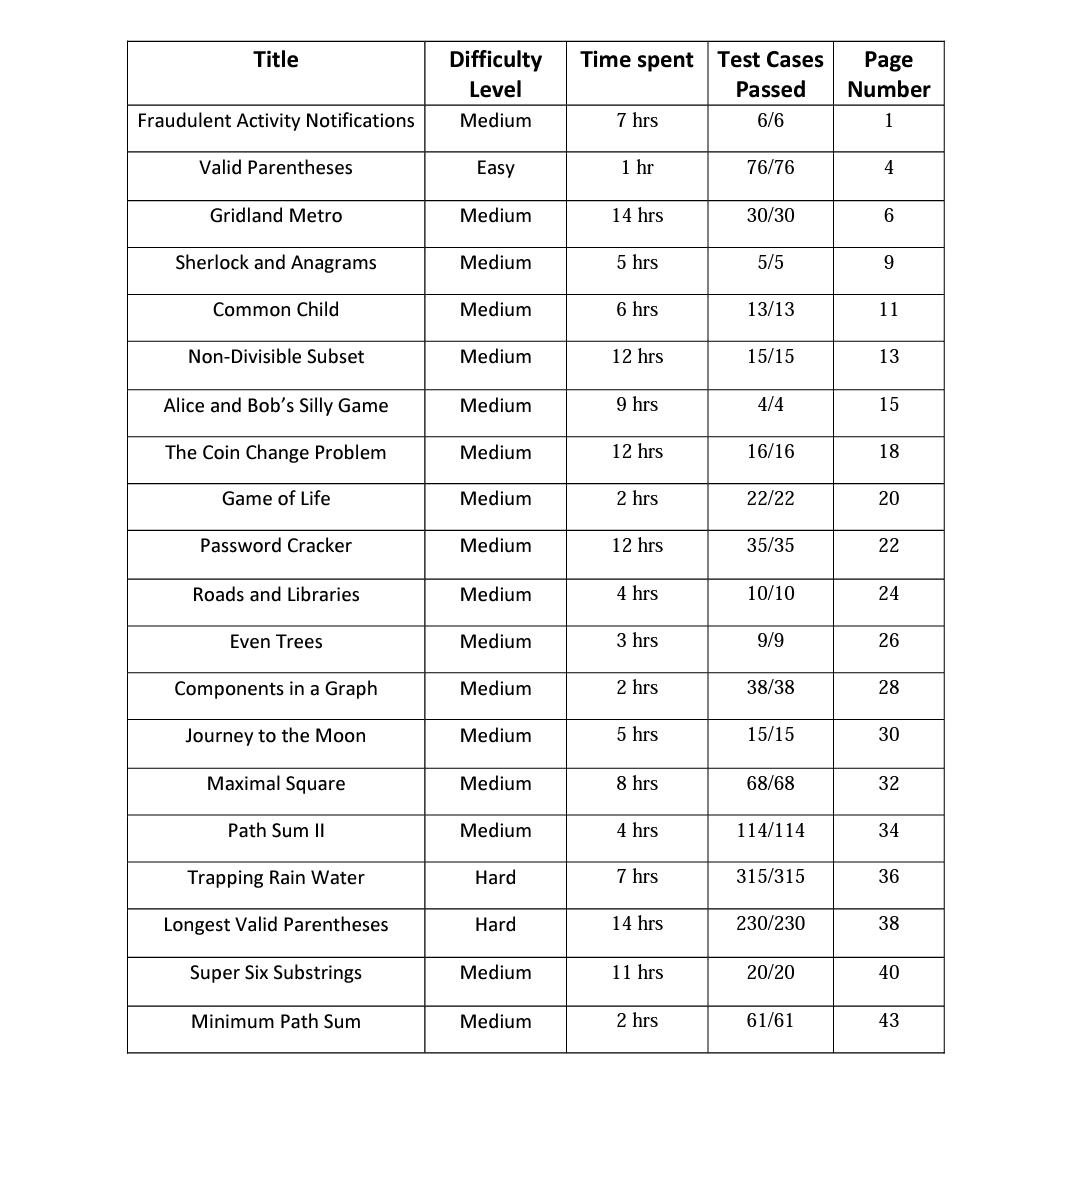 Title Difficulty Level Time spent Test Cases Passed Page Number
Fraudulent Activity Notifications Medium 7 hrs 6/6 1
Valid Parentheses Easy 1 hr 76/76 4
Gridland Metro Medium 14 hrs 30/30 6
Sherlock and Anagrams Medium 5 hrs 5/5 9
Common Child Medium 6 hrs 13/13 11
Non-Divisible Subset Medium 12 hrs 15/15 13
Alice and Bob’s Silly Game Medium 9 hrs 4/4 15
The Coin Change Problem Medium 12 hrs 16/16 18
Game of Life Medium 2 hrs 22/22 20
Password Cracker Medium 12 hrs 35/35 22
Roads and Libraries Medium 4 hrs 10/10 24
Even Trees Medium 3 hrs 9/9 26
Components in a Graph Medium 2 hrs 38/38 28
Journey to the Moon Medium 5 hrs 15/15 30
Maximal Square Medium 8 hrs 68/68 32
Path Sum II Medium 4 hrs 114/114 34
Trapping Rain Water Hard 7 hrs 315/315 36
Longest Valid Parentheses Hard 14 hrs 230/230 38
Super Six Substrings Medium 11 hrs 20/20 40
Minimum Path Sum Medium 2 hrs 61/61 43